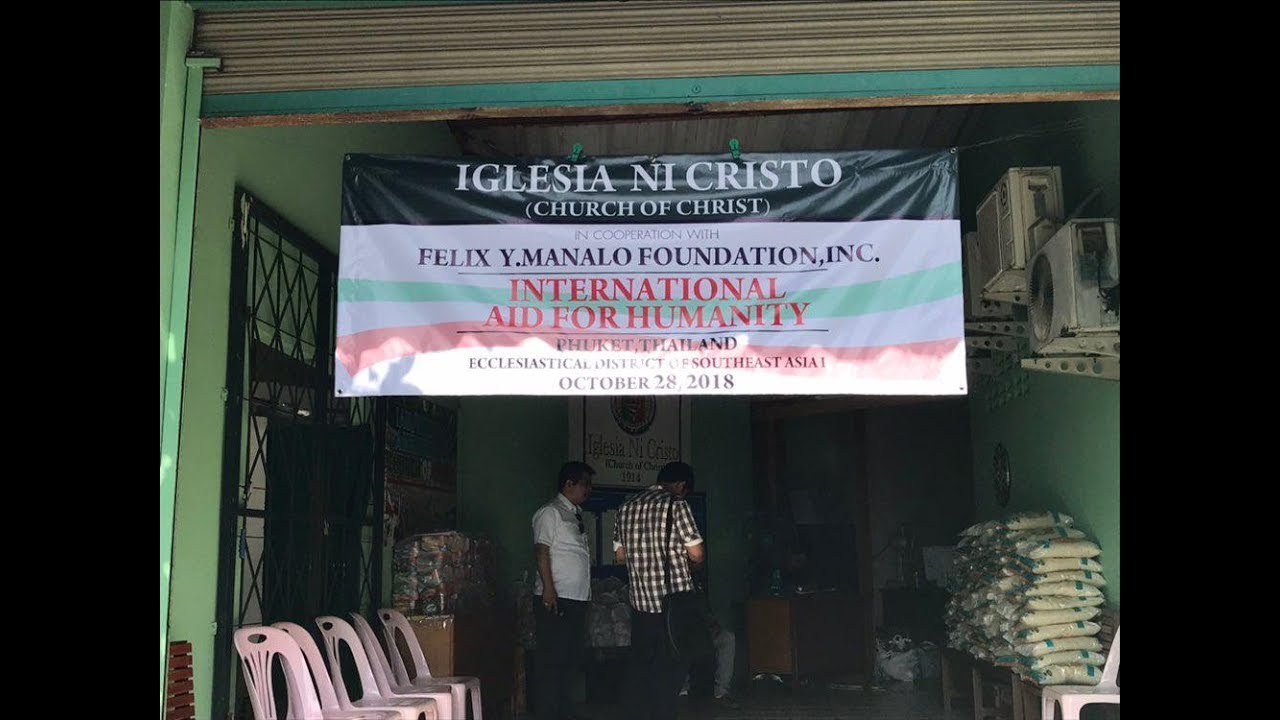 IGLESIA NI CRISTO
(CHURCH OF CHRIST)
IN COOPERATION WITH
FELIX Y.MANALO FOUNDATION,INC.
INTERNATIONAL
AID FOR HUMANITY
PHUKET,THAILAND
ECCLESIASTICAL DISTRICT OF SOUTHEAST ASIA I
OCTOBER 28, 2018
Iglesia Ni Cristo
(Church of Christ)
1914